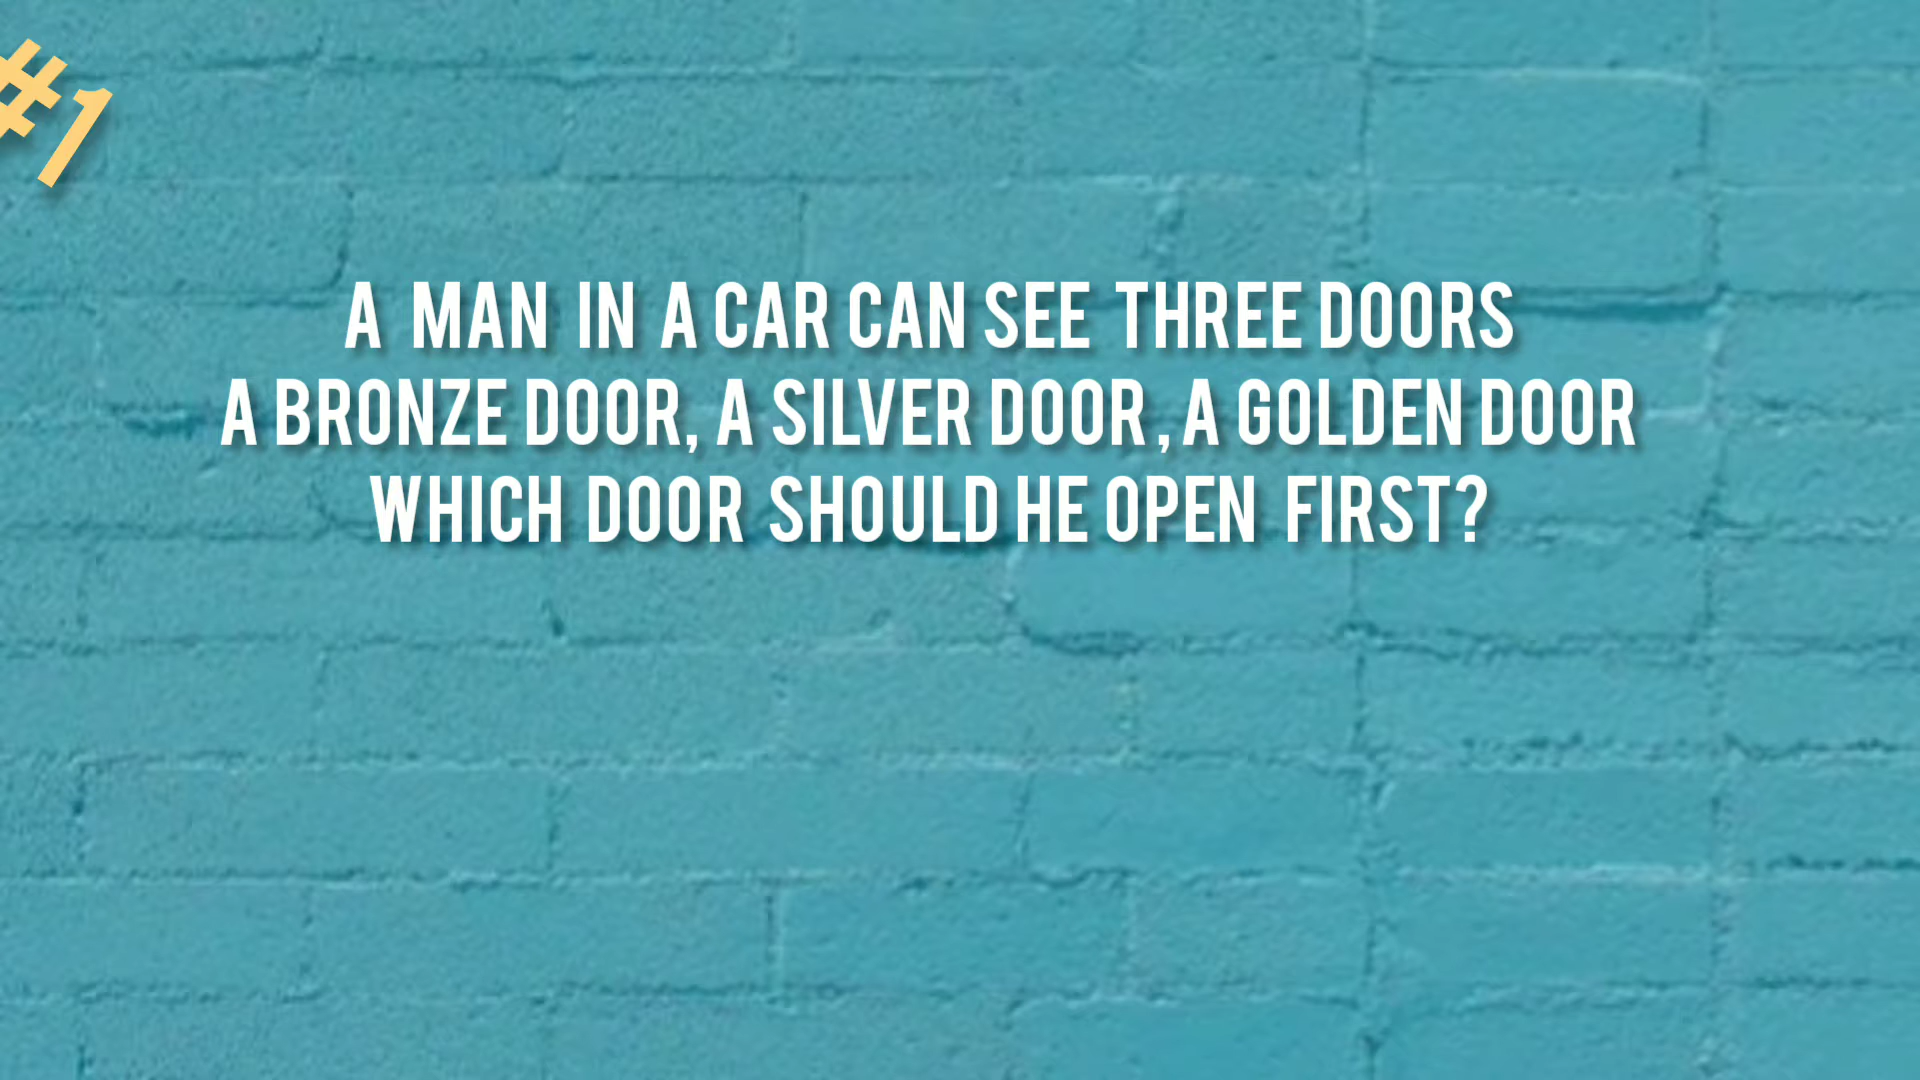 #1
A MAN IN A CAR CAN SEE THREE DOORS
A BRONZE DOOR, A SILVER DOOR , A GOLDEN DOOR
WHICH DOOR SHOULD HE OPEN FIRST?